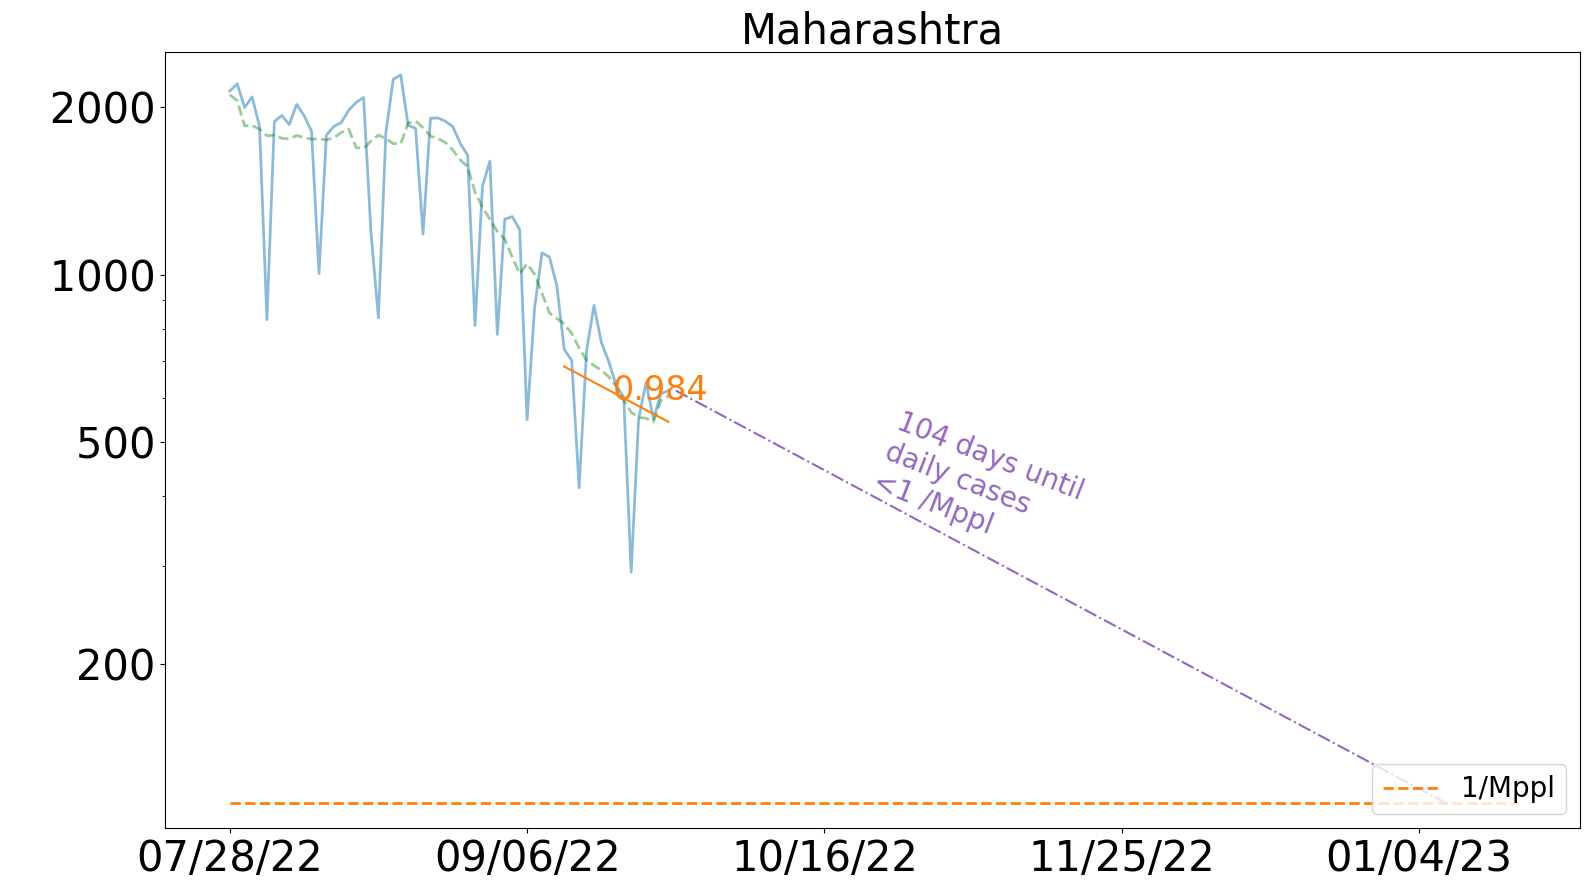 Maharashtra
2000
1000
500
200
0.984
104 days until
daily cases
<1 /Mppl
1/Mppl
07/28/22
09/06/22
10/16/22
11/25/22
01/04/23